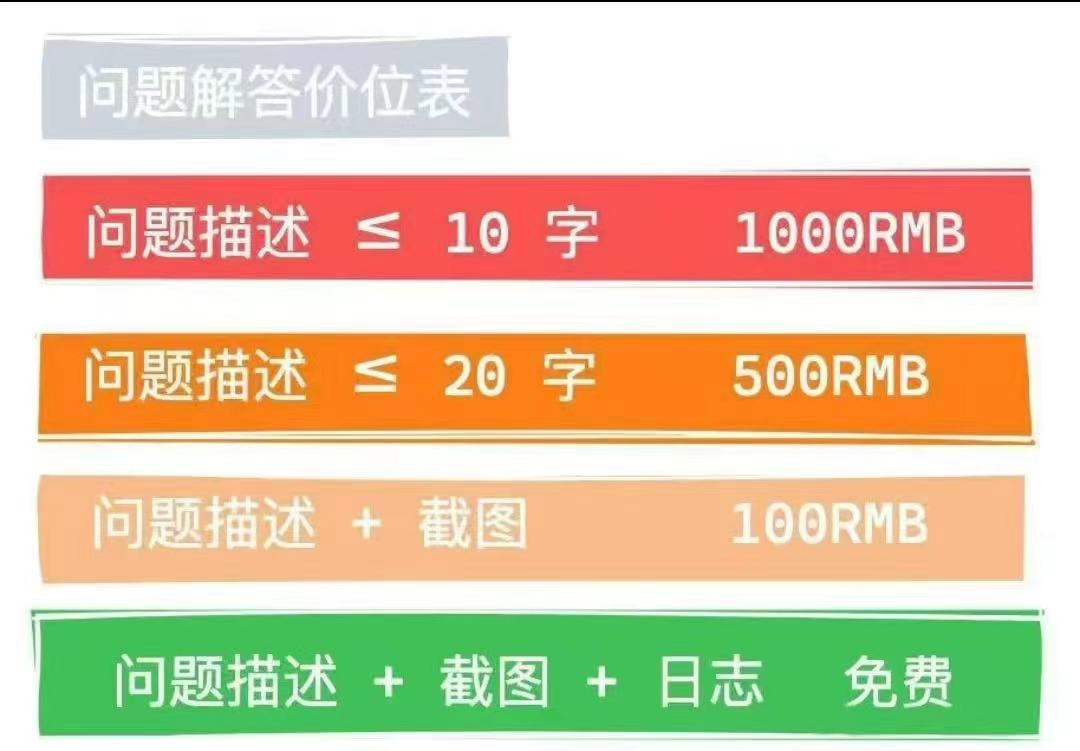 问题解答价位表
问题描述 ≤ 10 字 1000RMB
问题描述 ≤ 20 字 500RMB
问题描述 + 截图 100RMB
问题描述 + 截图 + 日志 免费